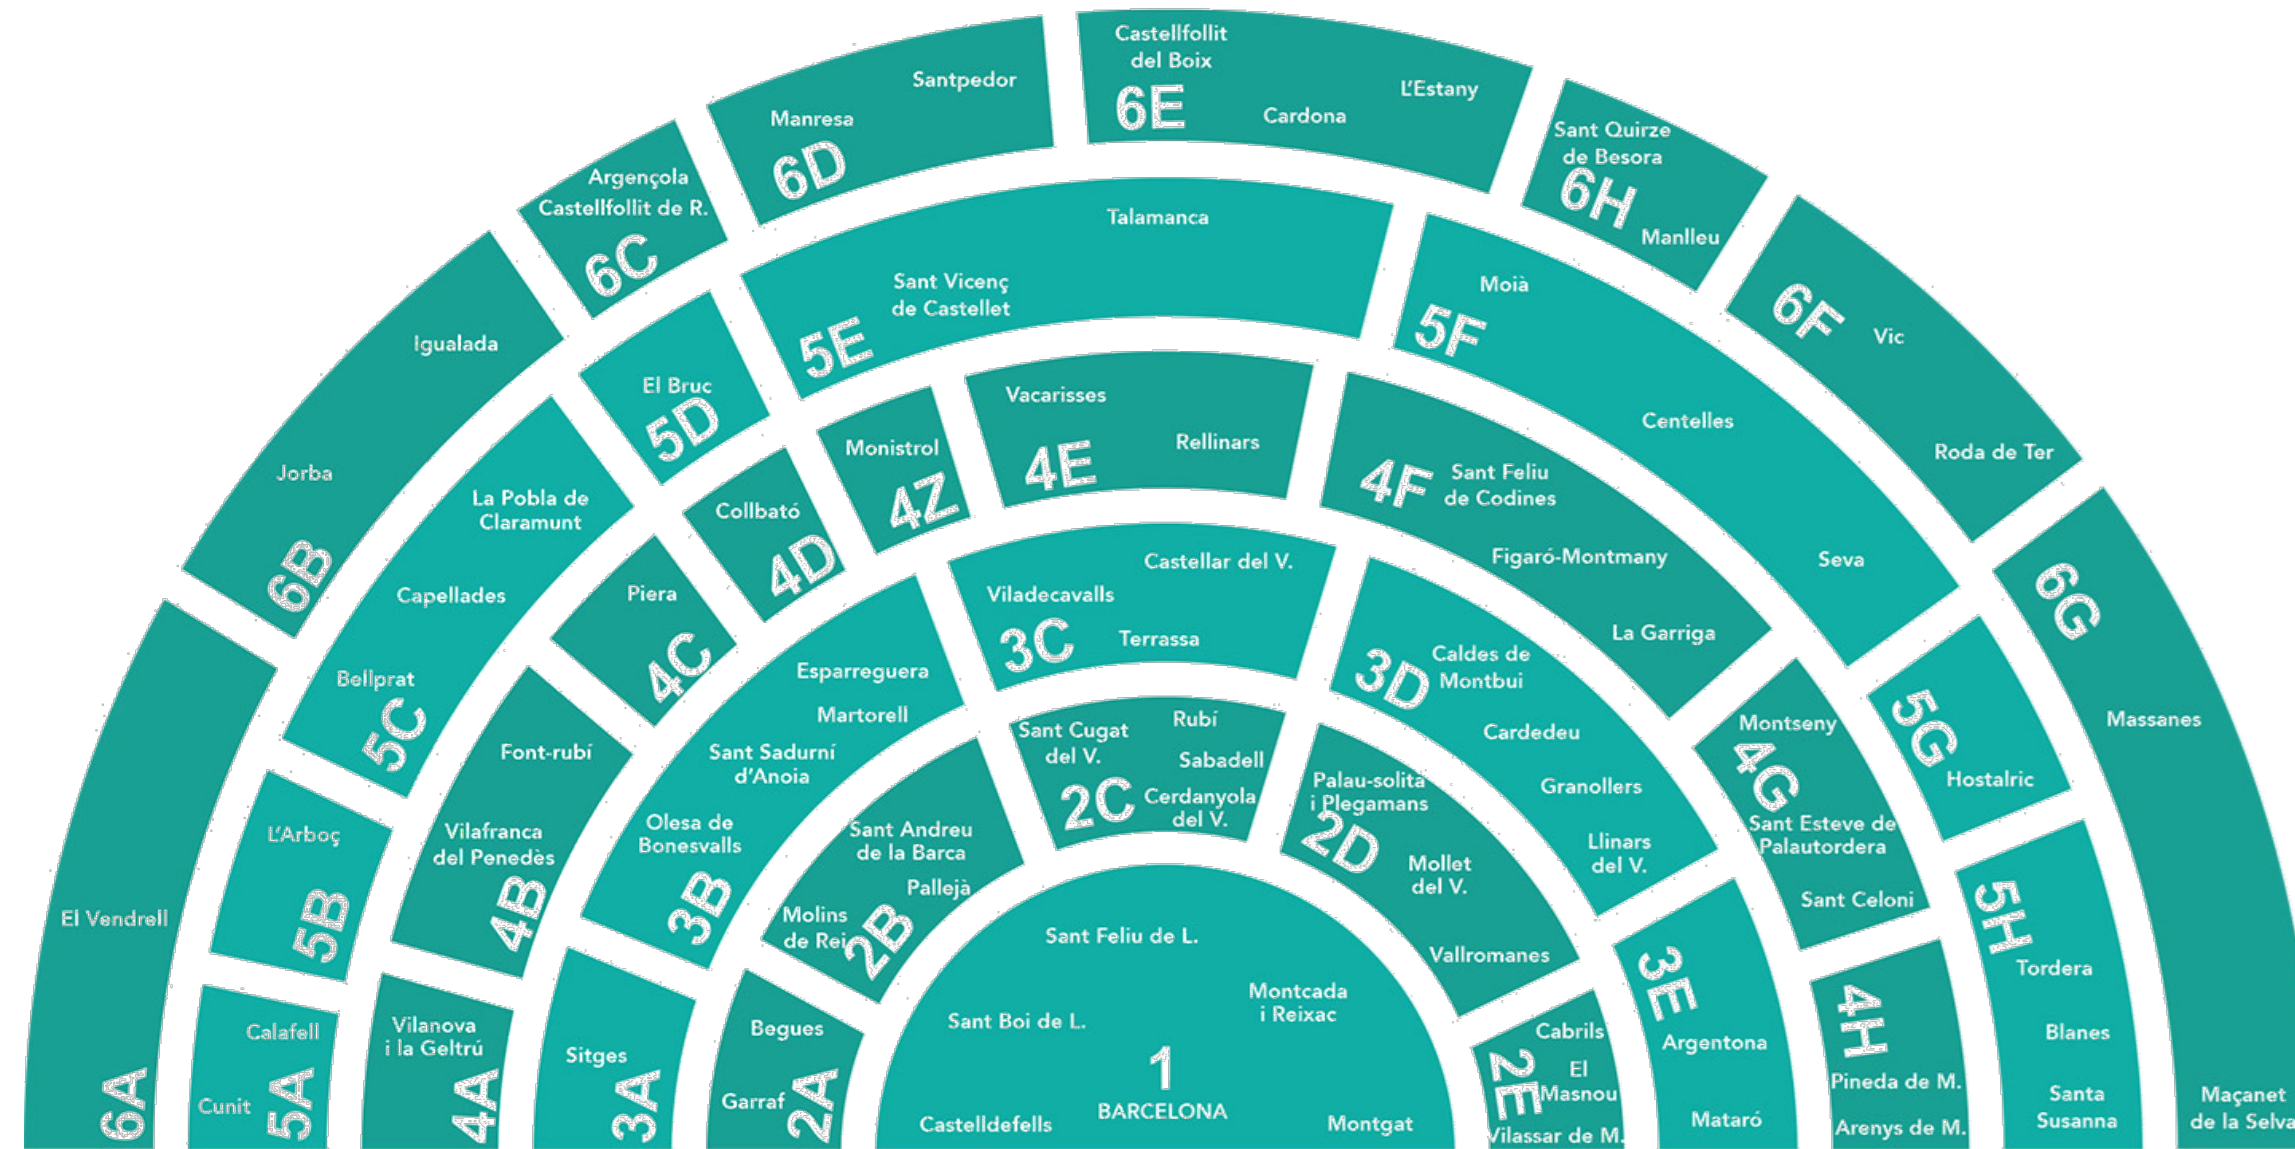 Castellfollit
del Boix
6E
L'Estany
Cardona
Santpedor
Manresa
6D
Sant Quirze
de Besora
6H
Manlleu
Argençola
Castellfollit de R.
6C
Talamanca
Sant Vicenç
de Castellet
5E
Moià
5F
Centelles
Seva
6F
Vic
Roda de Ter
Igualada
Jorba
6B
El Bruc
5D
Vacarisses
4E
Rellinars
Monistrol
4Z
4F
Sant Feliu
de Codines
Figaró-Montmany
La Garriga
La Pobla de
Claramunt
Capellades
Bellprat
5C
Collbató
4D
Piera
4C
Castellar del V.
Viladecavalls
3C
Terrassa
6G
Massanes
Maçanet
de la Selva
Esparreguera
Martorell
Sant Sadurní
d'Anoia
Olesa de
Bonesvalls
3B
3D
Caldes de
Montbui
Cardedeu
Granollers
Llinars
del V.
5G
Hostalric
Montseny
4G
Sant Esteve de
Palautordera
Sant Celoni
Font-rubí
Vilafranca
del Penedès
4B
Sant Cugat
del V.
Rubí
Sabadell
2C
Cerdanyola
del V.
Palau-solità
i Plegamans
2D
Mollet
del V.
Vallromanes
L'Arboç
5B
Sant Andreu
de la Barca
Pallejà
Molins
de Rei
2B
5H
Tordera
Blanes
Santa
Susanna
El Vendrell
6A
Calafell
Cunit
5A
Vilanova
i la Geltrú
4A
Sitges
3A
Begues
Garraf
2A
Sant Feliu de L.
Montcada
i Reixac
Sant Boi de L.
1
BARCELONA
Castelldefells
Montgat
Cabrils
2E
El
Masnou
Vilassar de M.
3E
Argentona
Mataró
4H
Pineda de M.
Arenys de M.